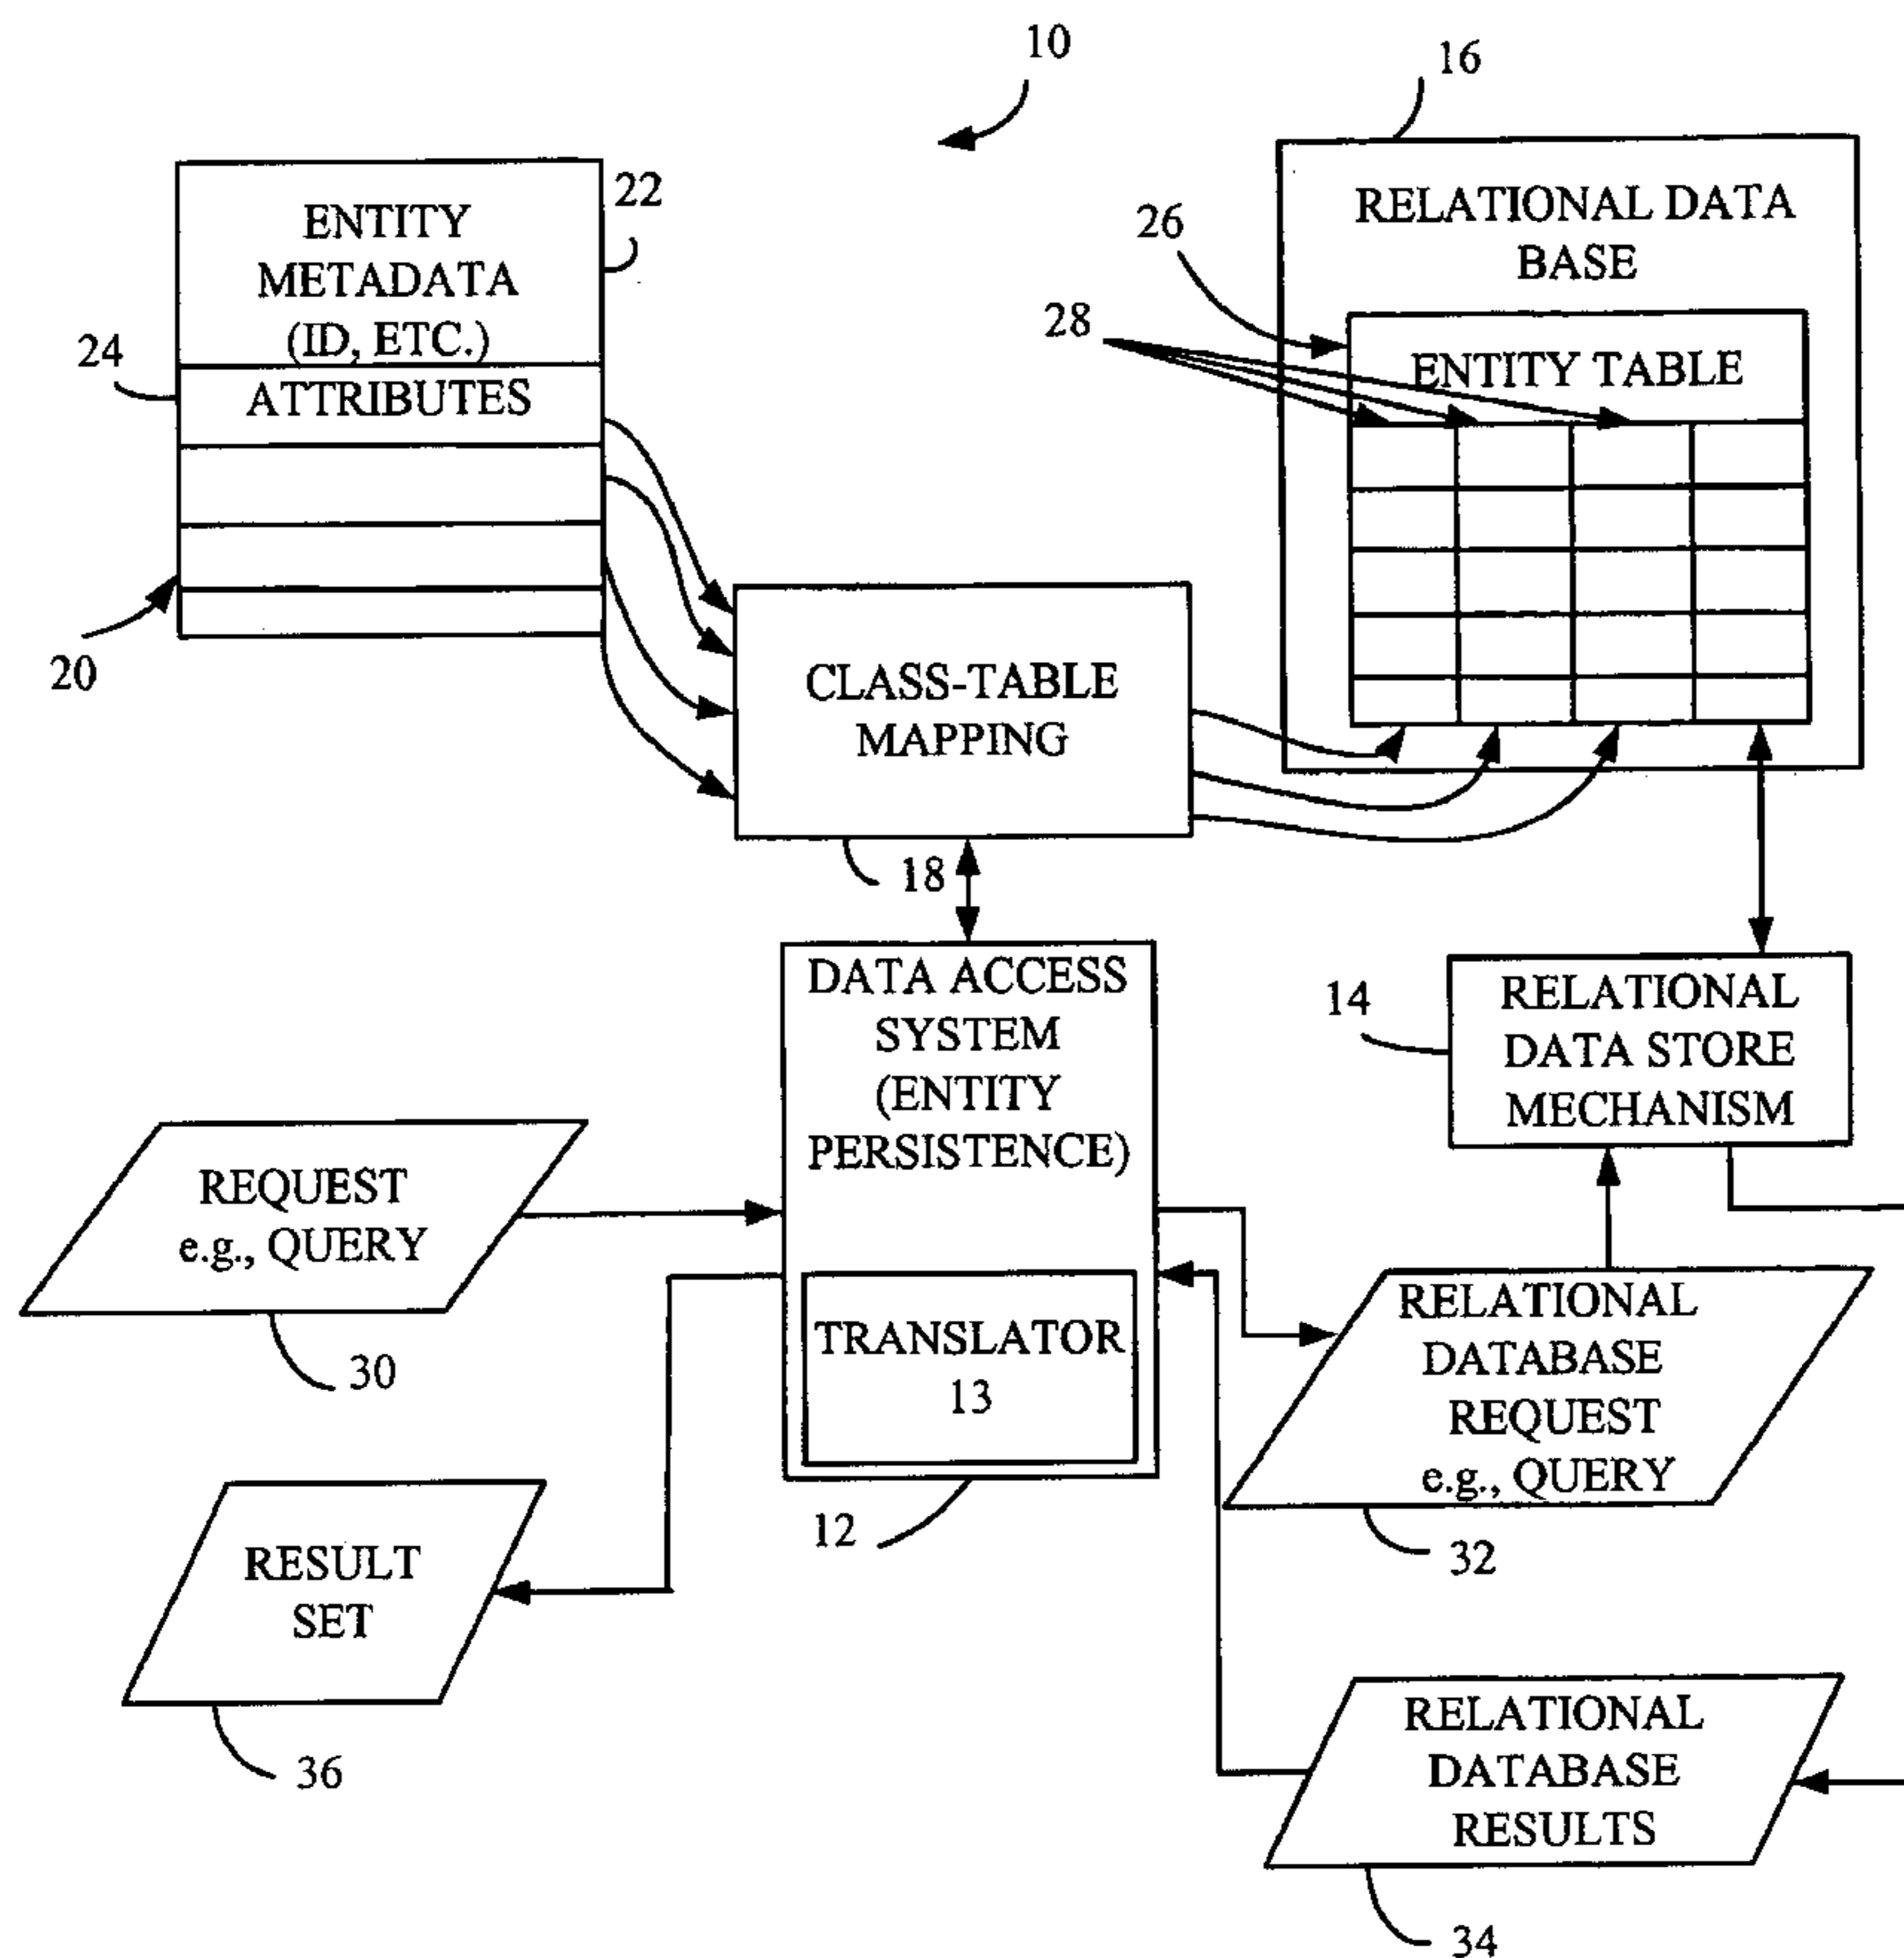 10
16
22
ENTITY
METADATA
(ID, ETC.)
24
ATTRIBUTES
20
26
RELATIONAL DATA
BASE
28
ENTITY TABLE
CLASS-TABLE
MAPPING
18
DATA ACCESS
SYSTEM
(ENTITY
PERSISTENCE)
14
RELATIONAL
DATA STORE
MECHANISM
REQUEST
e.g., QUERY
30
TRANSLATOR
13
12
RELATIONAL
DATABASE
REQUEST
e.g., QUERY
32
RESULT
SET
36
RELATIONAL
DATABASE
RESULTS
34